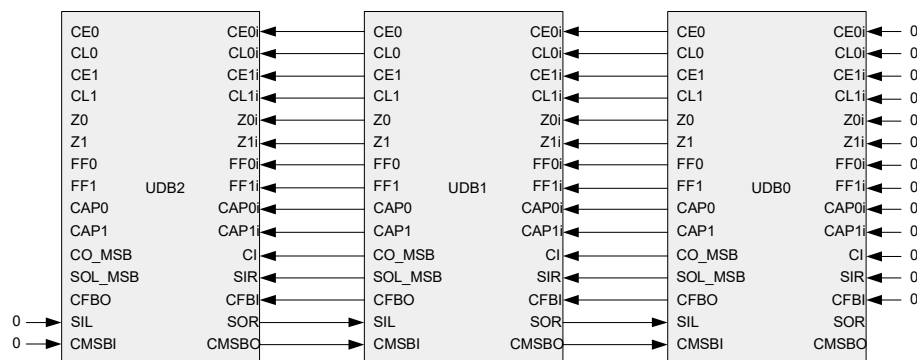 CE0 CE0i CE0 CE0i CE0 CE0i 0
CL0 CL0i CL0 CL0i CL0 CL0i 0
CE1 CE1i CE1 CE1i CE1 CE1i 0
CL1 CL1i CL1 CL1i CL1 CL1i 0
Z0 Z0i Z0 Z0i Z0 Z0i 0
Z1 Z1i Z1 Z1i Z1 Z1i 0
FF0 FF0i FF0 FF0i FF0 FF0i 0
FF1 UDB2 FF1i FF1 UDB1 FF1i FF1 UDB0 FF1i 0
CAP0 CAP0i CAP0 CAP0i CAP0 CAP0i 0
CAP1 CAP1i CAP1 CAP1i CAP1 CAP1i 0
CO_MSB CI CO_MSB CI CO_MSB CI 0
SOL_MSB SIR SOL_MSB SIR SOL_MSB SIR 0
CFBO CFBI CFBO CFBI CFBO CFBI 0
0 SIL SOR SIL SOR SIL SOR
0 CMSBI CMSBO CMSBI CMSBO CMSBI CMSBO